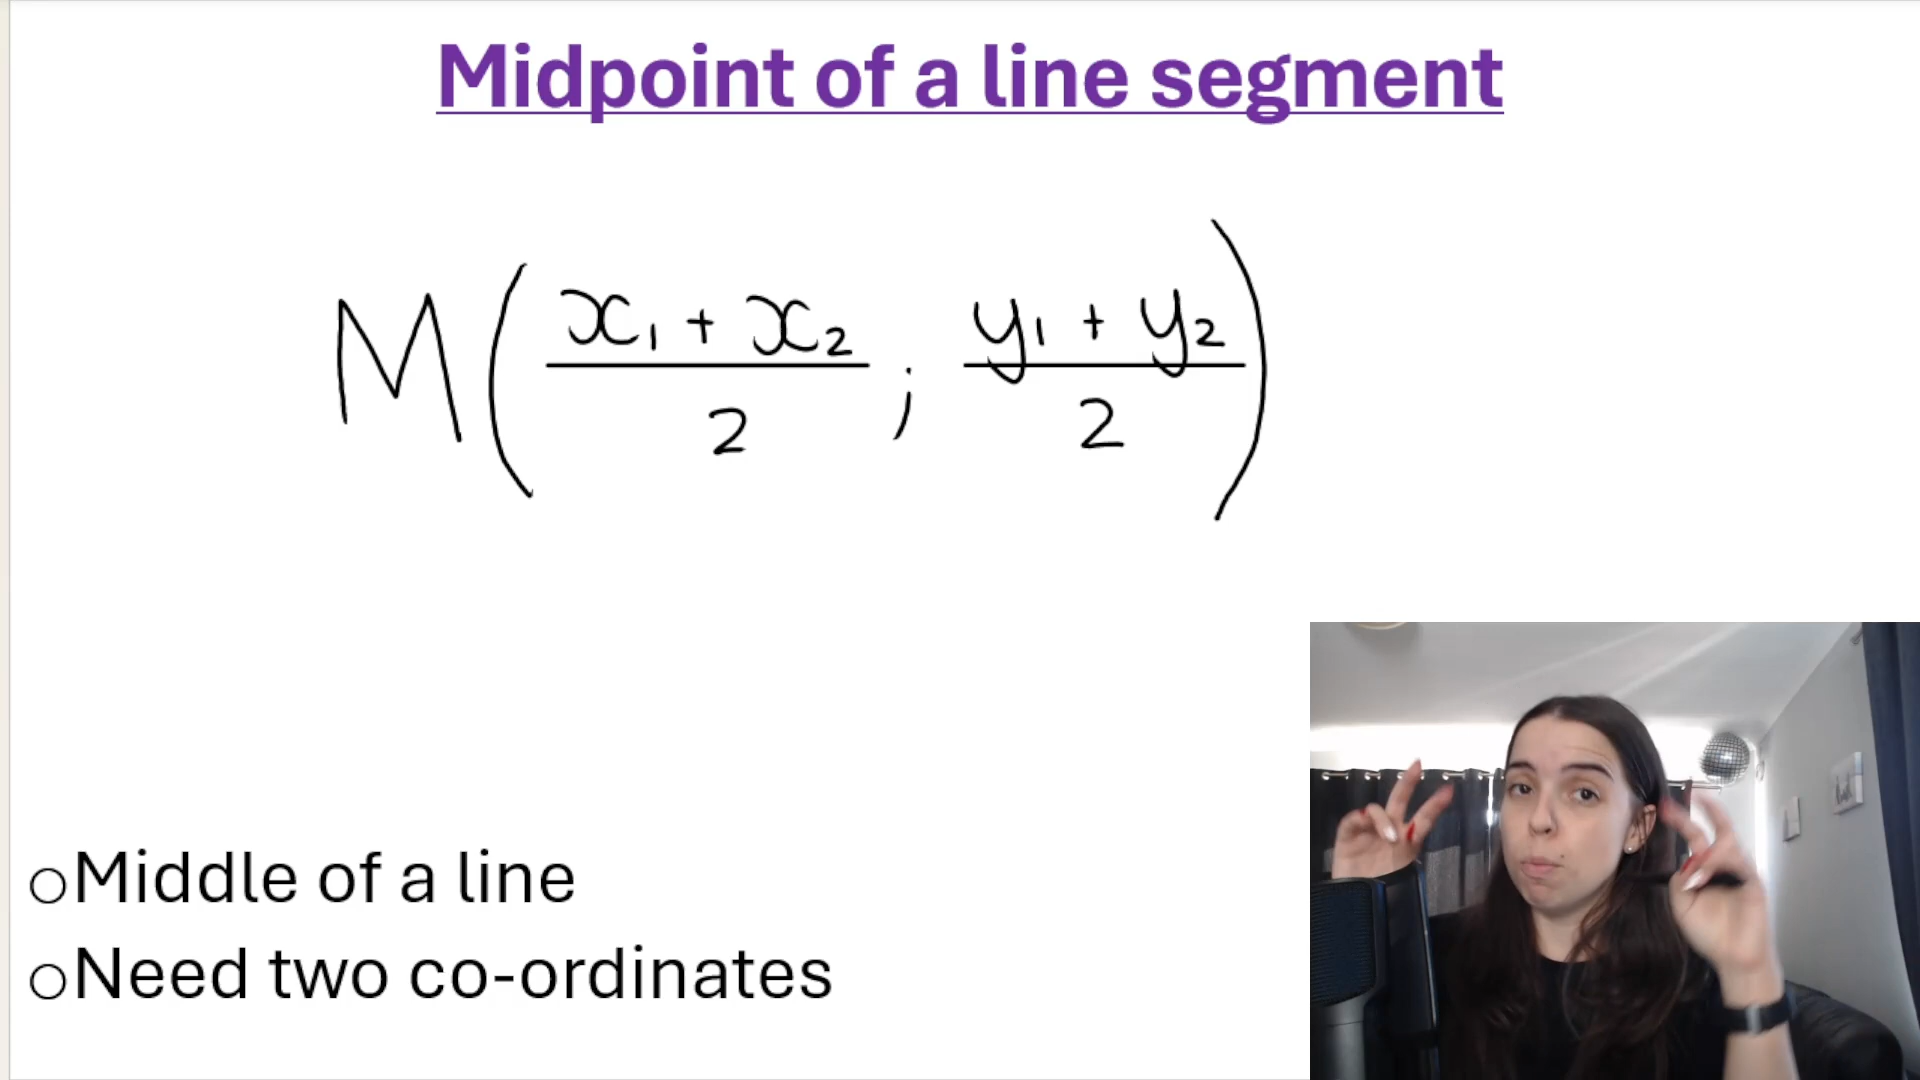 Midpoint of a line segment
M(x₁ + x₂ / 2 ; y₁ + y₂ / 2)
○Middle of a line
○Need two co-ordinates